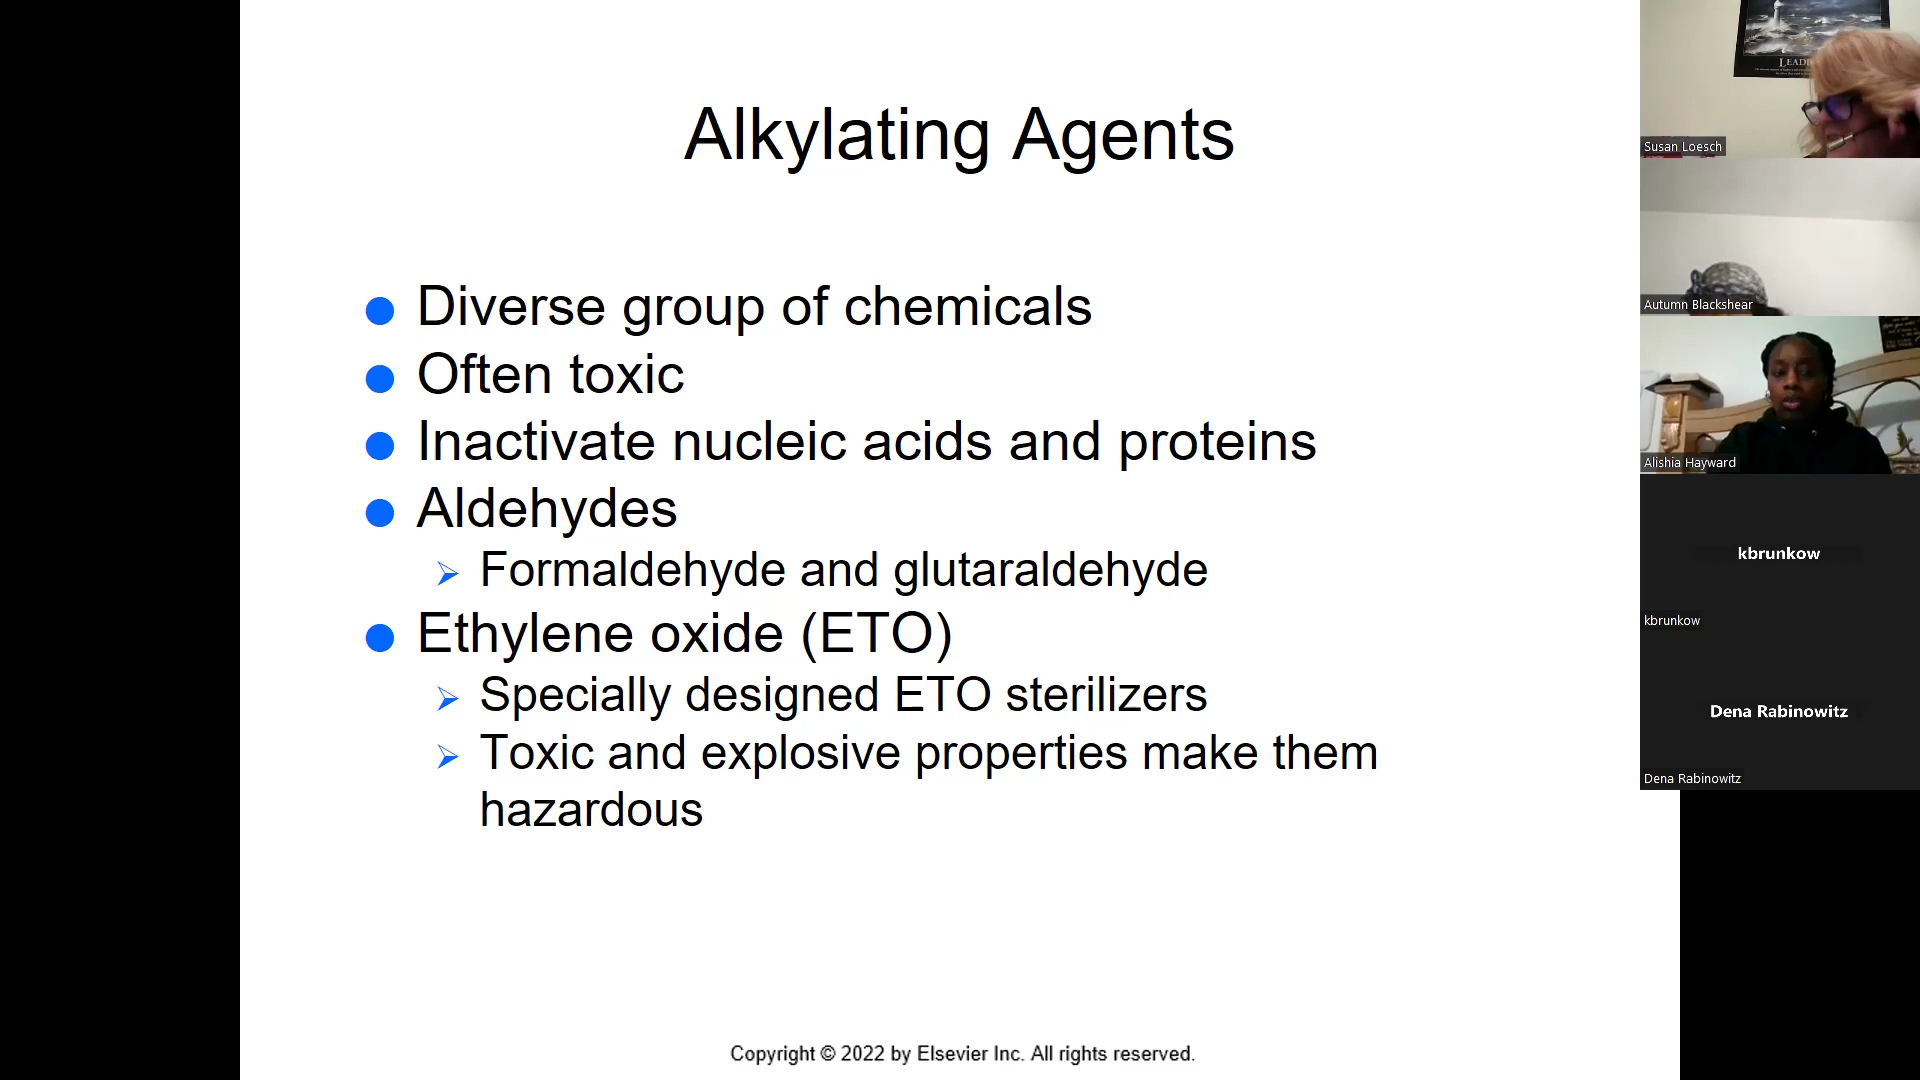 Alkylating Agents
Diverse group of chemicals
Often toxic
Inactivate nucleic acids and proteins
Aldehydes
Formaldehyde and glutaraldehyde
Ethylene oxide (ETO)
Specially designed ETO sterilizers
Toxic and explosive properties make them
hazardous
Copyright © 2022 by Elsevier Inc. All rights reserved.
Susan Loesch
Autumn Blackshear
Alishia Hayward
kbrunkow
kbrunkow
Dena Rabinowitz
Dena Rabinowitz